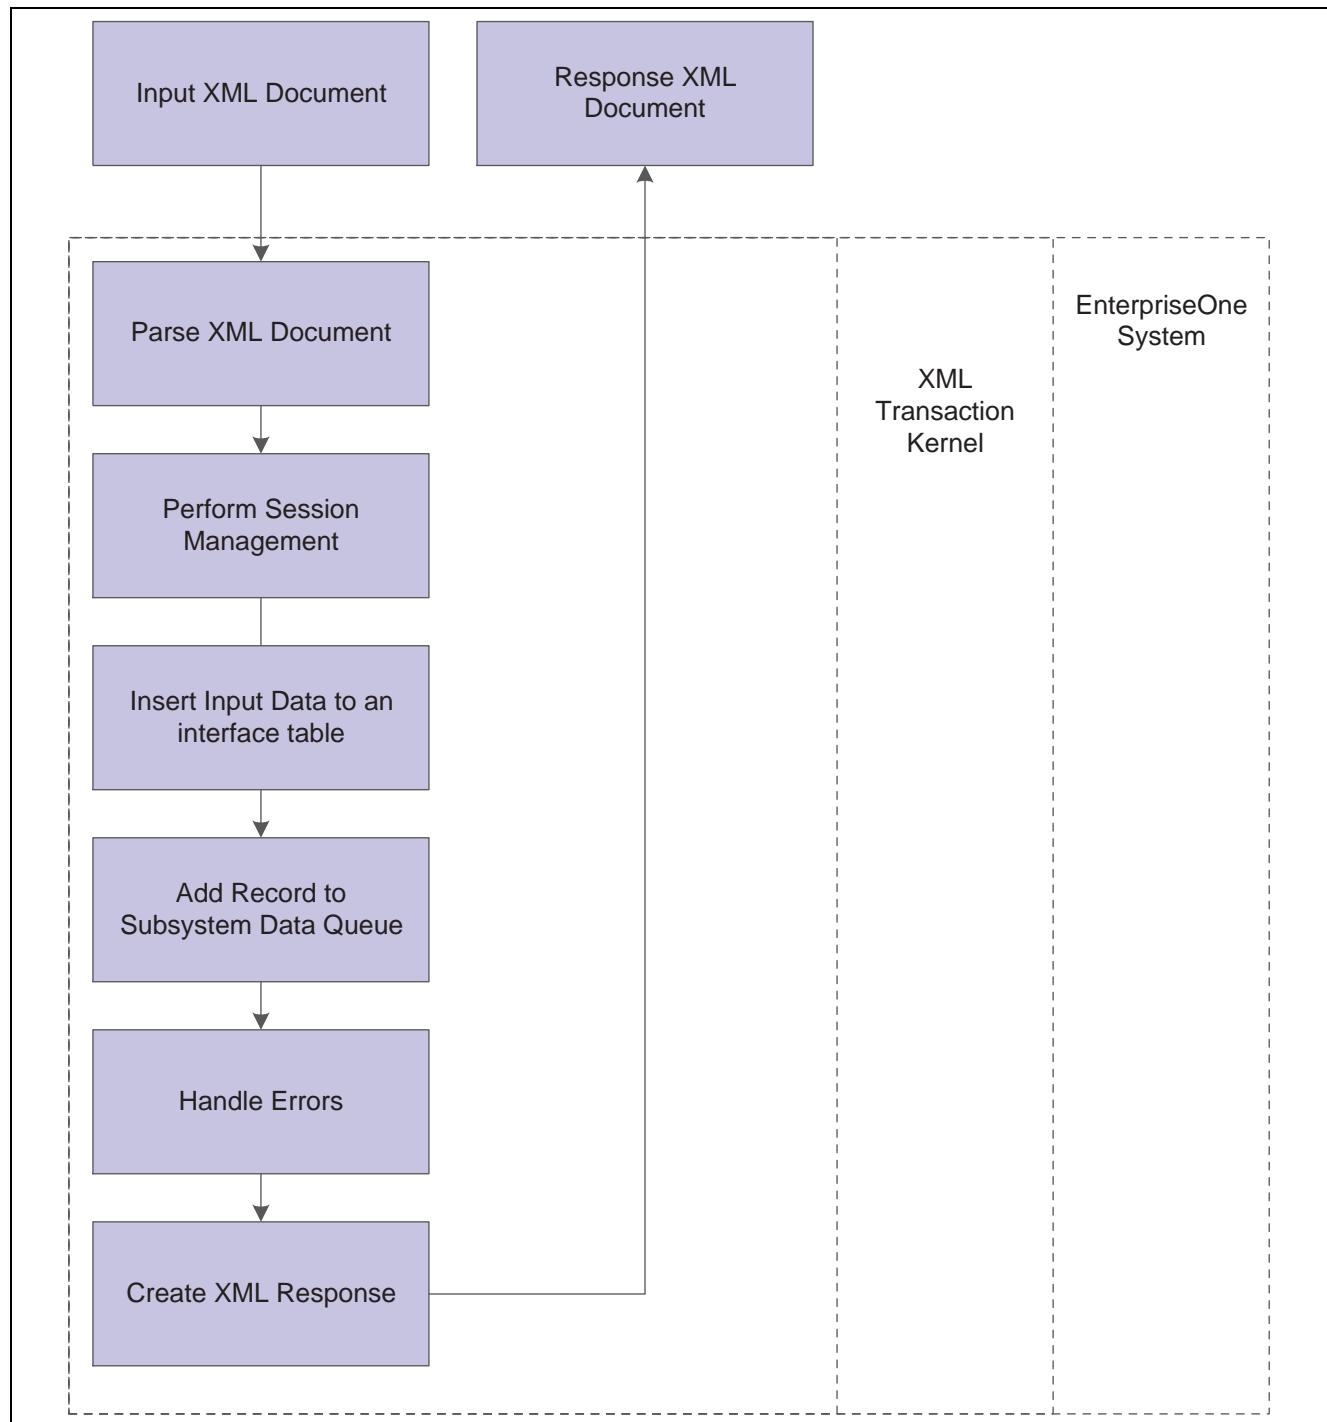 Input XML Document
Response XML
Document
Parse XML Document
EnterpriseOne
System
XML
Transaction
Kernel
Perform Session
Management
Insert Input Data to an
interface table
Add Record to
Subsystem Data Queue
Handle Errors
Create XML Response